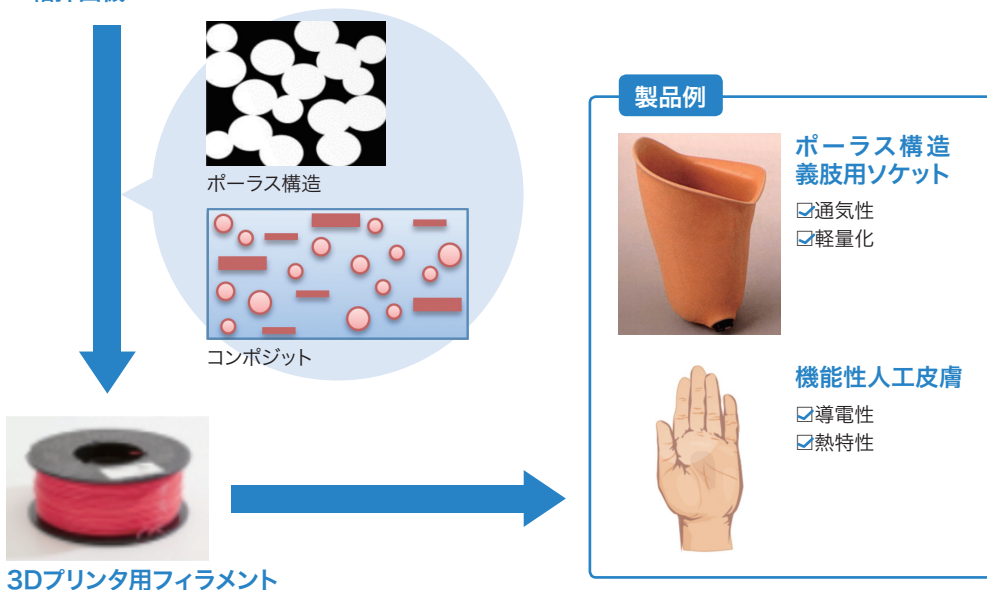 ポーラス構造
コンポジット
3Dプリンタ用フィラメント
製品例
ポーラス構造
義肢用ソケット
☑通気性
☑軽量化
機能性人工皮膚
☑導電性
☑熱特性